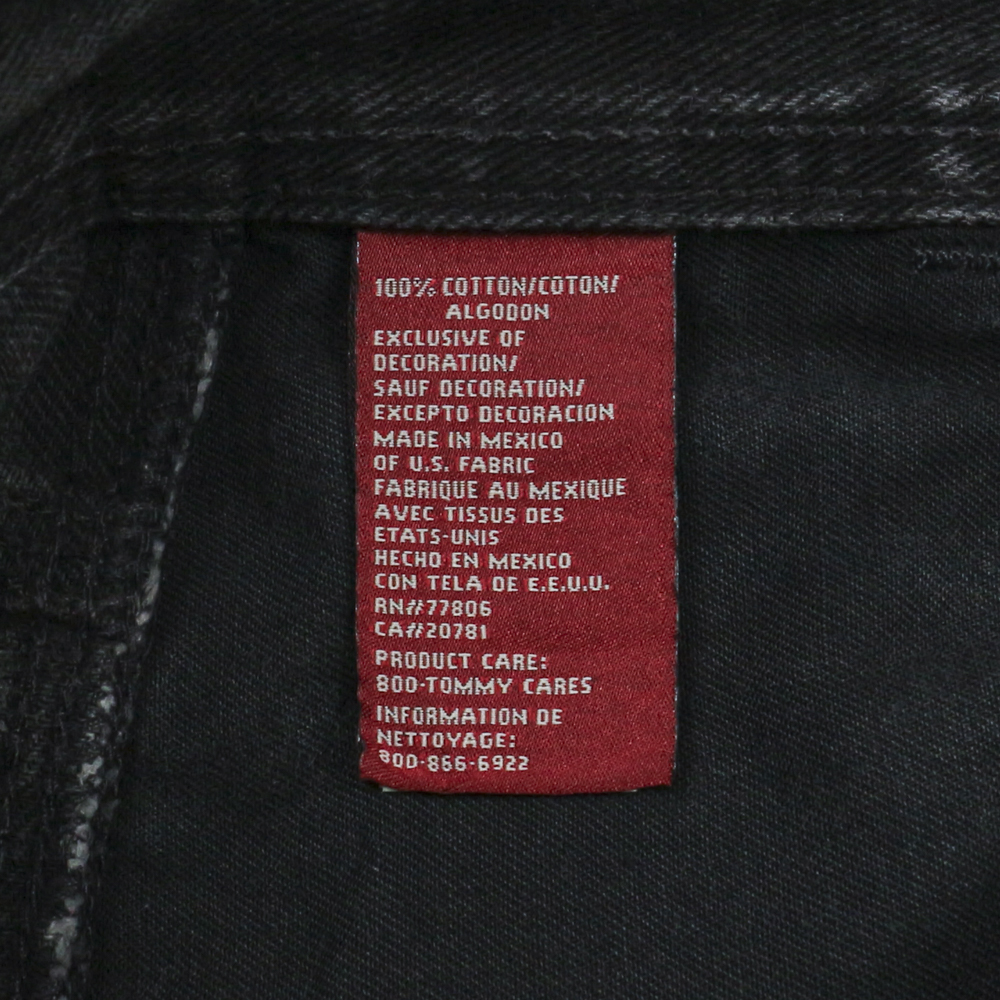 100% COTTON/COTON/
ALGODON
EXCLUSIVE OF
DECORATION/
SAUF DECORATION/
EXCEPTO DECORACION
MADE IN MEXICO
OF U.S. FABRIC
FABRIQUE AU MEXIQUE
AVEC TISSUS DES
ETATS-UNIS
HECHO EN MEXICO
CON TELA DE E.E.U.U.
RN#77806
CA#20781
PRODUCT CARE:
800-TOMMY CARES
INFORMATION DE
NETTOYAGE:
800-866-6922